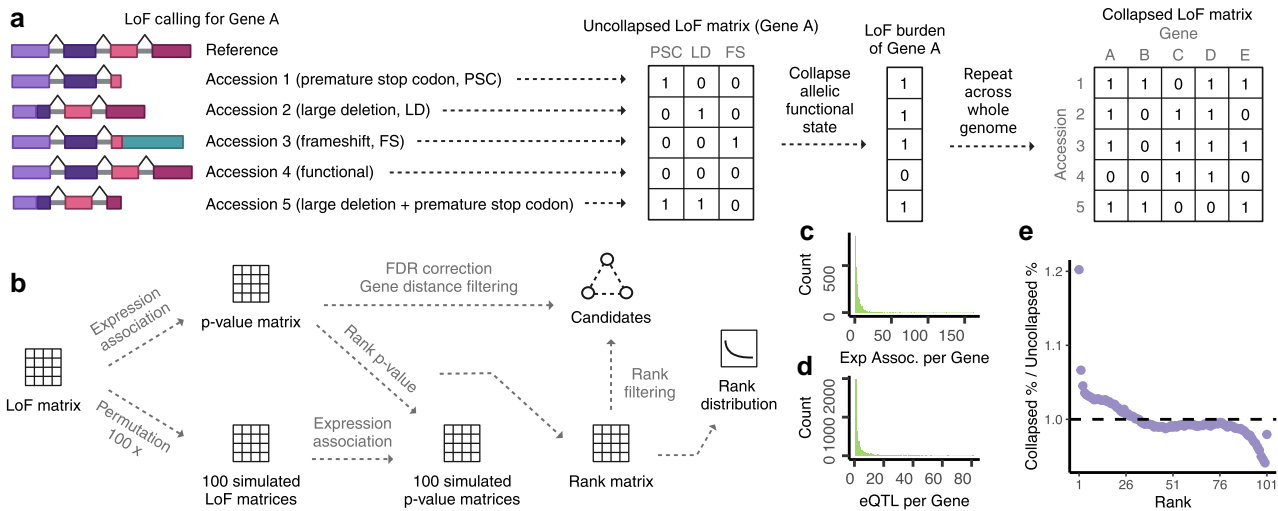 a
LoF calling for Gene A
Reference
Accession 1 (premature stop codon, PSC)
Accession 2 (large deletion, LD)
Accession 3 (frameshift, FS)
Accession 4 (functional)
Accession 5 (large deletion + premature stop codon)
Uncollapsed LoF matrix (Gene A)
PSC LD FS
1 0 0
0 1 0
0 0 1
0 0 0
1 1 0
Collapse
allelic
functional
state
LoF burden
of Gene A
1
1
1
0
1
Repeat
across
whole
genome
Collapsed LoF matrix
Gene
A B C D E
Accession
1 1 1 0 1 1
2 1 0 1 1 0
3 1 0 1 1 1
4 0 0 1 1 0
5 1 1 0 0 1
b
LoF matrix
Expression
association
p-value matrix
FDR correction
Gene distance filtering
Candidates
Rank p-value
Permutation
100 x
100 simulated
LoF matrices
Expression
association
100 simulated
p-value matrices
Rank matrix
Rank
filtering
Rank
distribution
c
Count
0 500
0 50 100 150
Exp Assoc. per Gene
d
Count
0 1000 2000
0 20 40 60 80
eQTL per Gene
e
Collapsed % / Uncollapsed %
1.2
1.1
1.0
1 26 51 76 101
Rank